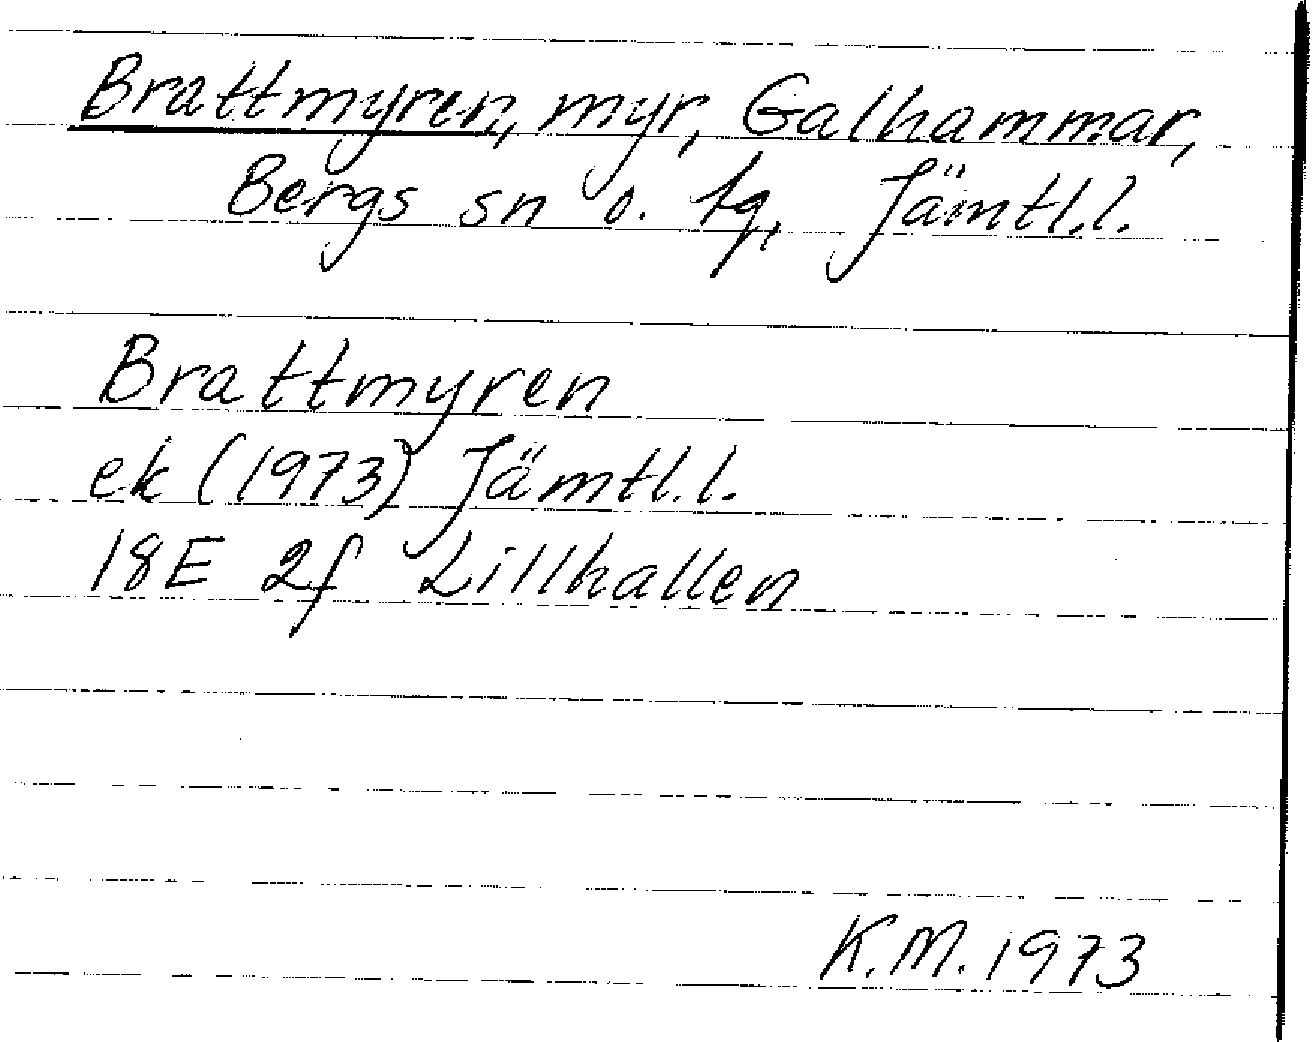 Brattmyren, myr, Galhammar,
Bergs sn o. tg, Jämtl.l.
Brattmyren
ek (1973) Jämtl.l.
18E 2f Lillhallen
K.M. 1973